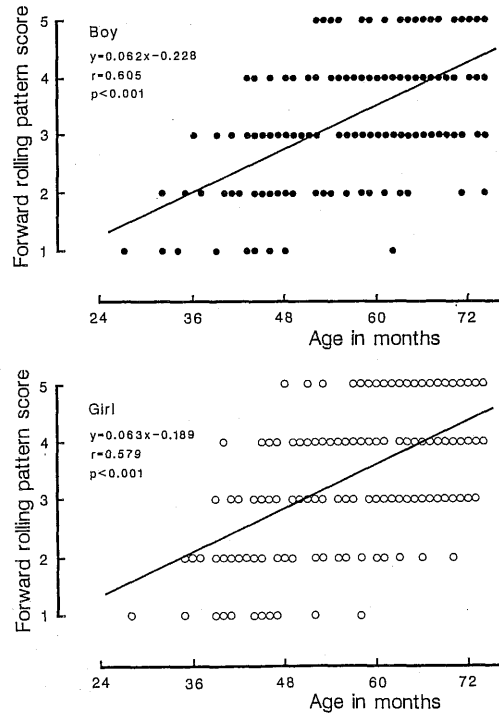 Forward rolling pattern score
5
4
3
2
1
Boy
y=0.062x-0.228
r=0.605
p<0.001
24 36 48 60 72
Age in months
Forward rolling pattern score
5
4
3
2
1
Girl
y=0.063x-0.189
r=0.579
p<0.001
24 36 48 60 72
Age in months